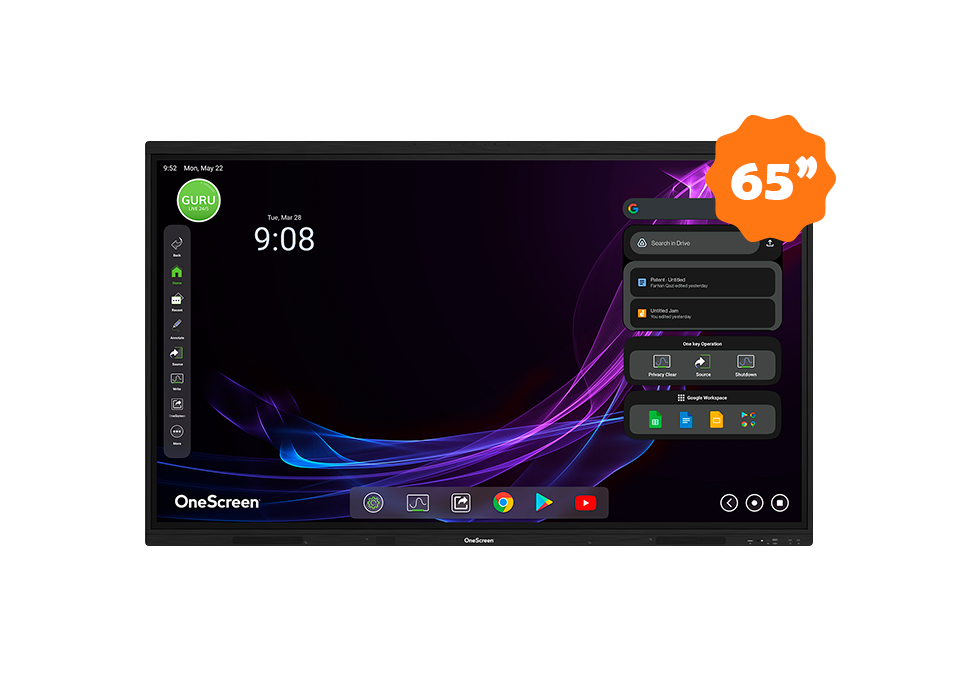 65”
9:52 Mon, May 22
GURU
LIVE 24/5
Tue, Mar 28
9:08
Back
Home
Recent
Annotate
Source
Write
OneScreen
More
Search in Drive
Patent - Untitled
Farhan Qazi edited yesterday
Untitled Jam
You edited yesterday
One key Operation
Privacy Clear
Source
Shutdown
Google Workspace
OneScreen
OneScreen